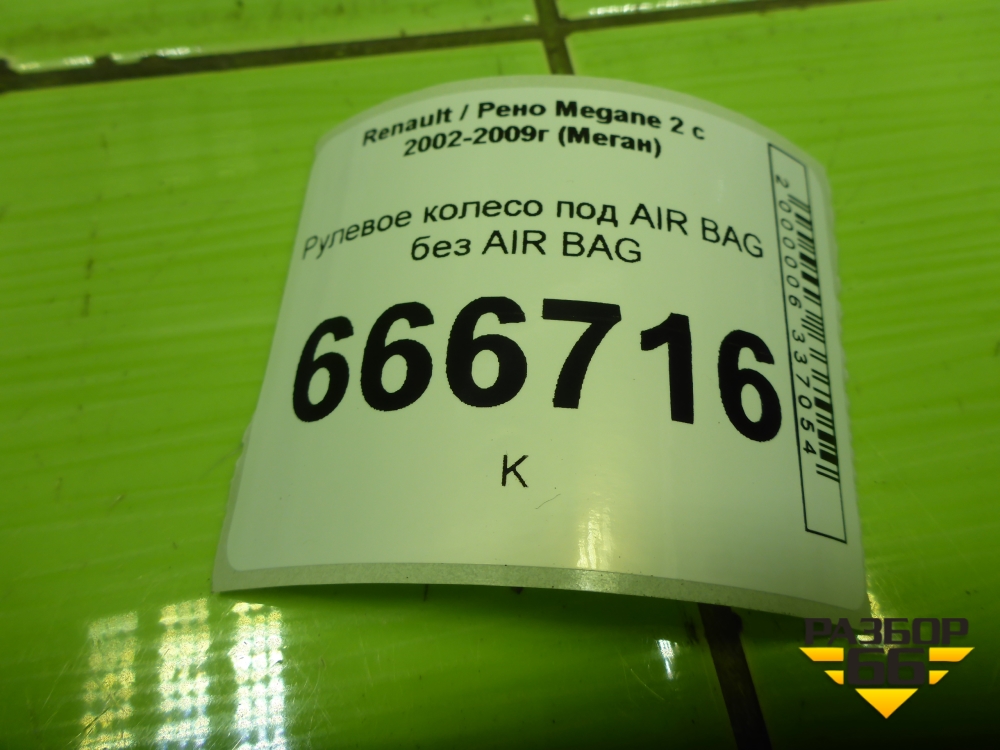 Renault / Рено Megane 2 с
2002-2009г (Меган)
Рулевое колесо под AIR BAG
без AIR BAG
666716
К
2000006337054
РАЗБОР
66